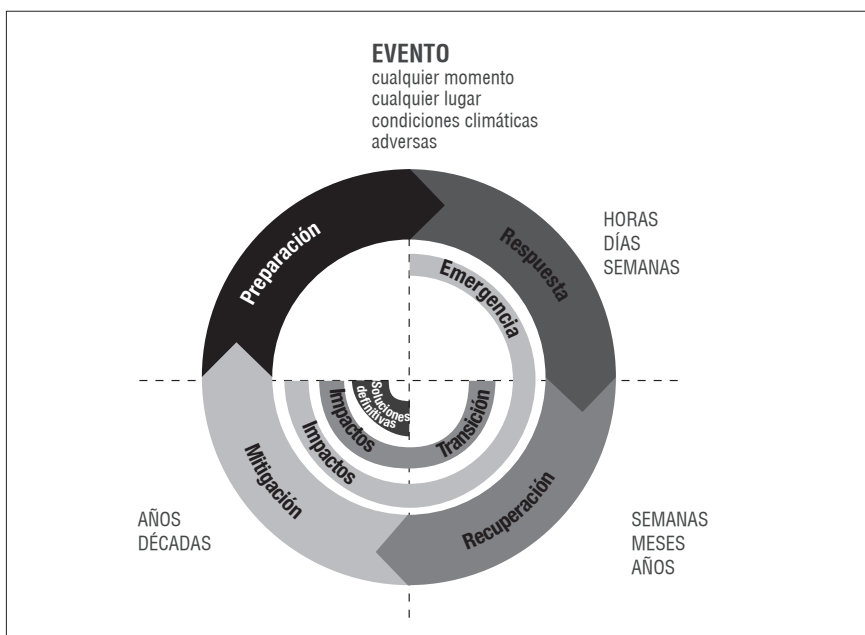 EVENTO
cualquier momento
cualquier lugar
condiciones climáticas
adversas
Preparación
Respuesta
HORAS
DÍAS
SEMANAS
Emergencia
Soluciones
definitivas
Impactos
Transición
Impactos
Mitigación
Recuperación
AÑOS
DÉCADAS
SEMANAS
MESES
AÑOS